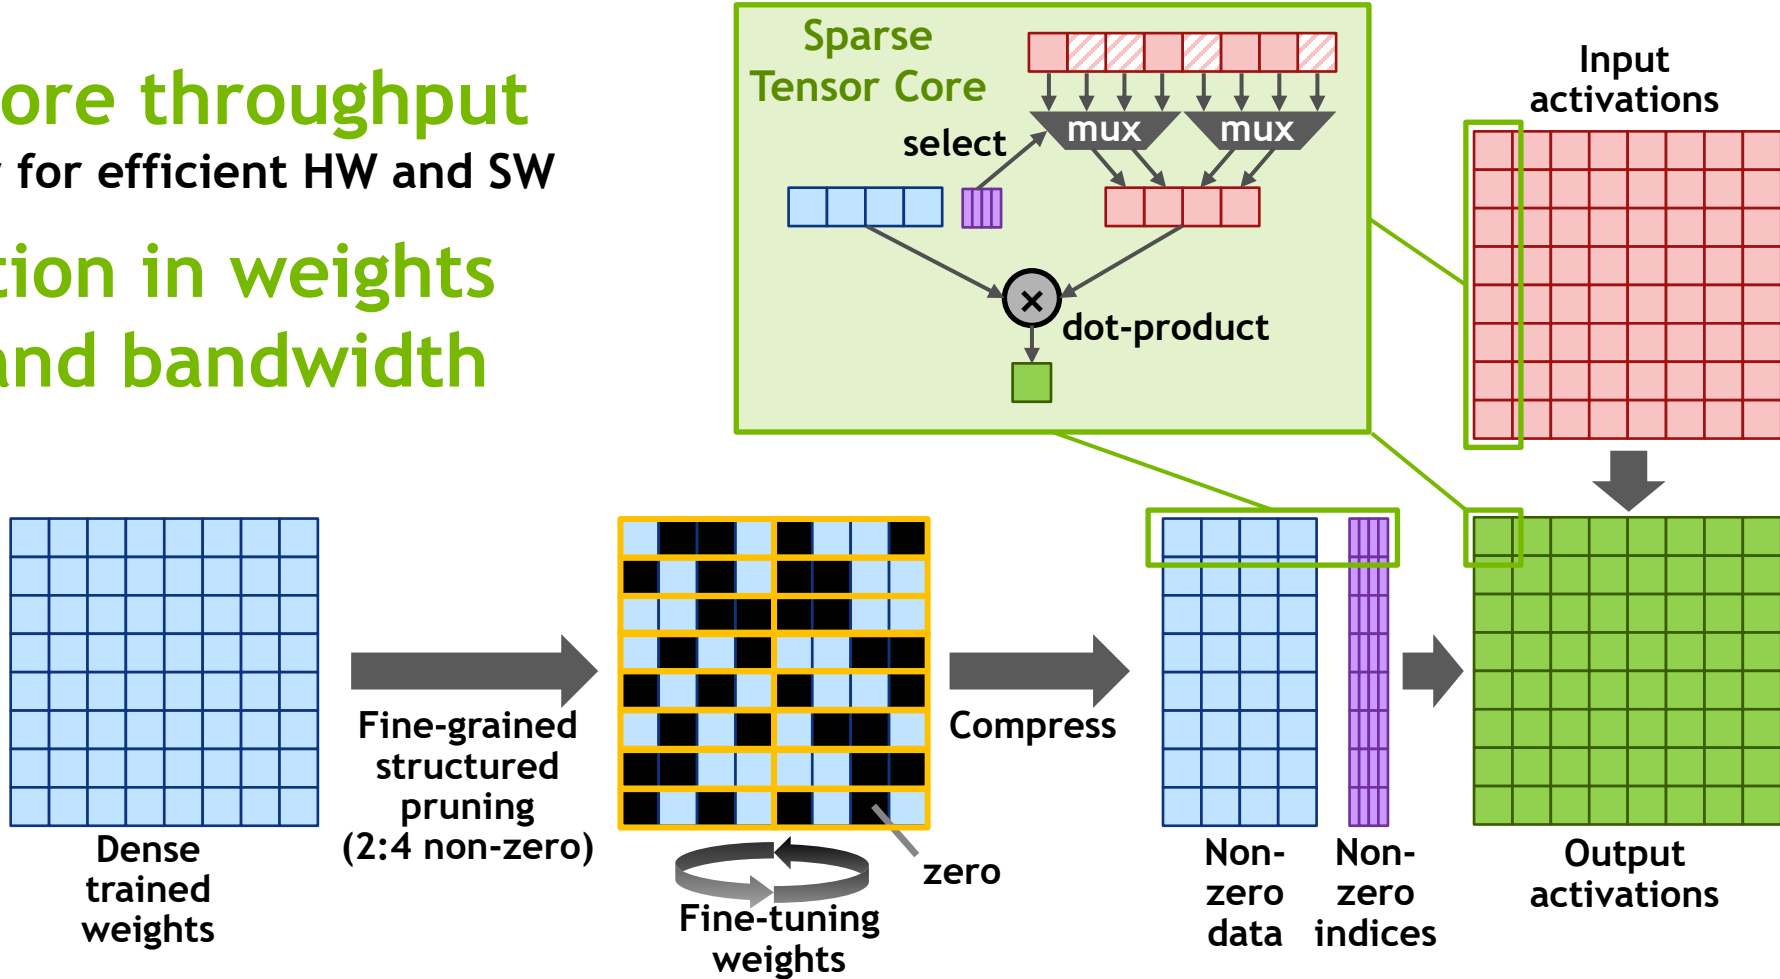 ore throughput
for efficient HW and SW
tion in weights
and bandwidth
Sparse
Tensor Core
mux
mux
select
×
dot-product
Input
activations
Dense
trained
weights
Fine-grained
structured
pruning
(2:4 non-zero)
zero
Fine-tuning
weights
Compress
Non-
zero
data
Non-
zero
indices
Output
activations